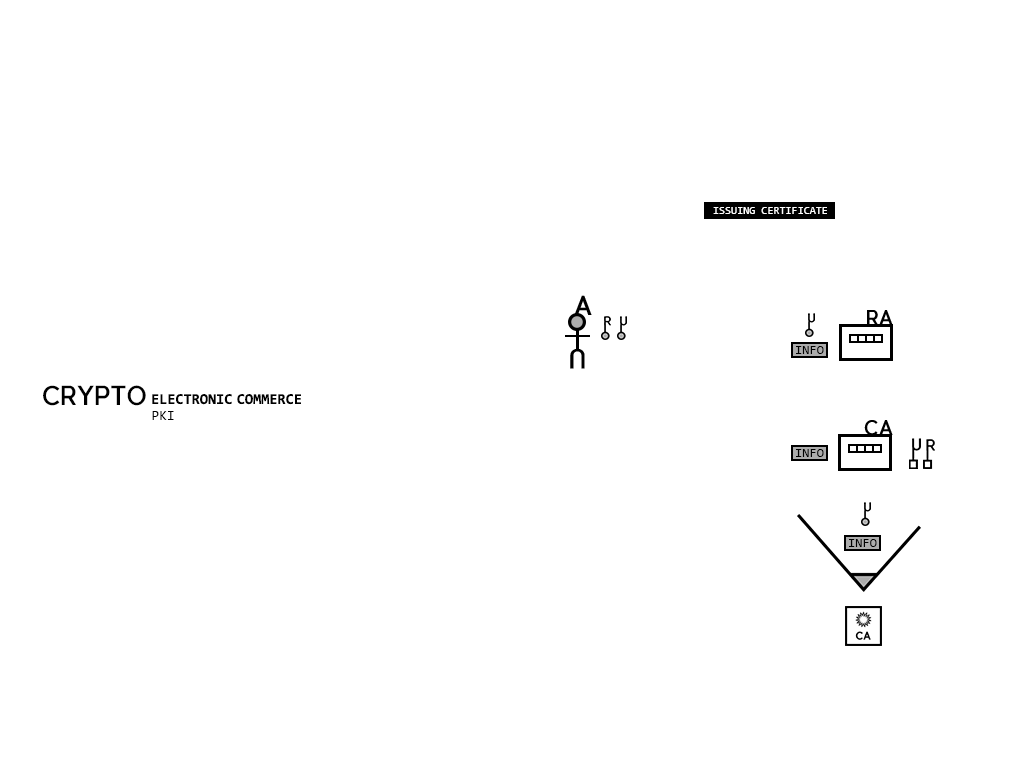 ISSUING CERTIFICATE
A
R U
U
RA
INFO
CRYPTO ELECTRONIC COMMERCE
PKI
CA
INFO
U R
U
INFO
CA